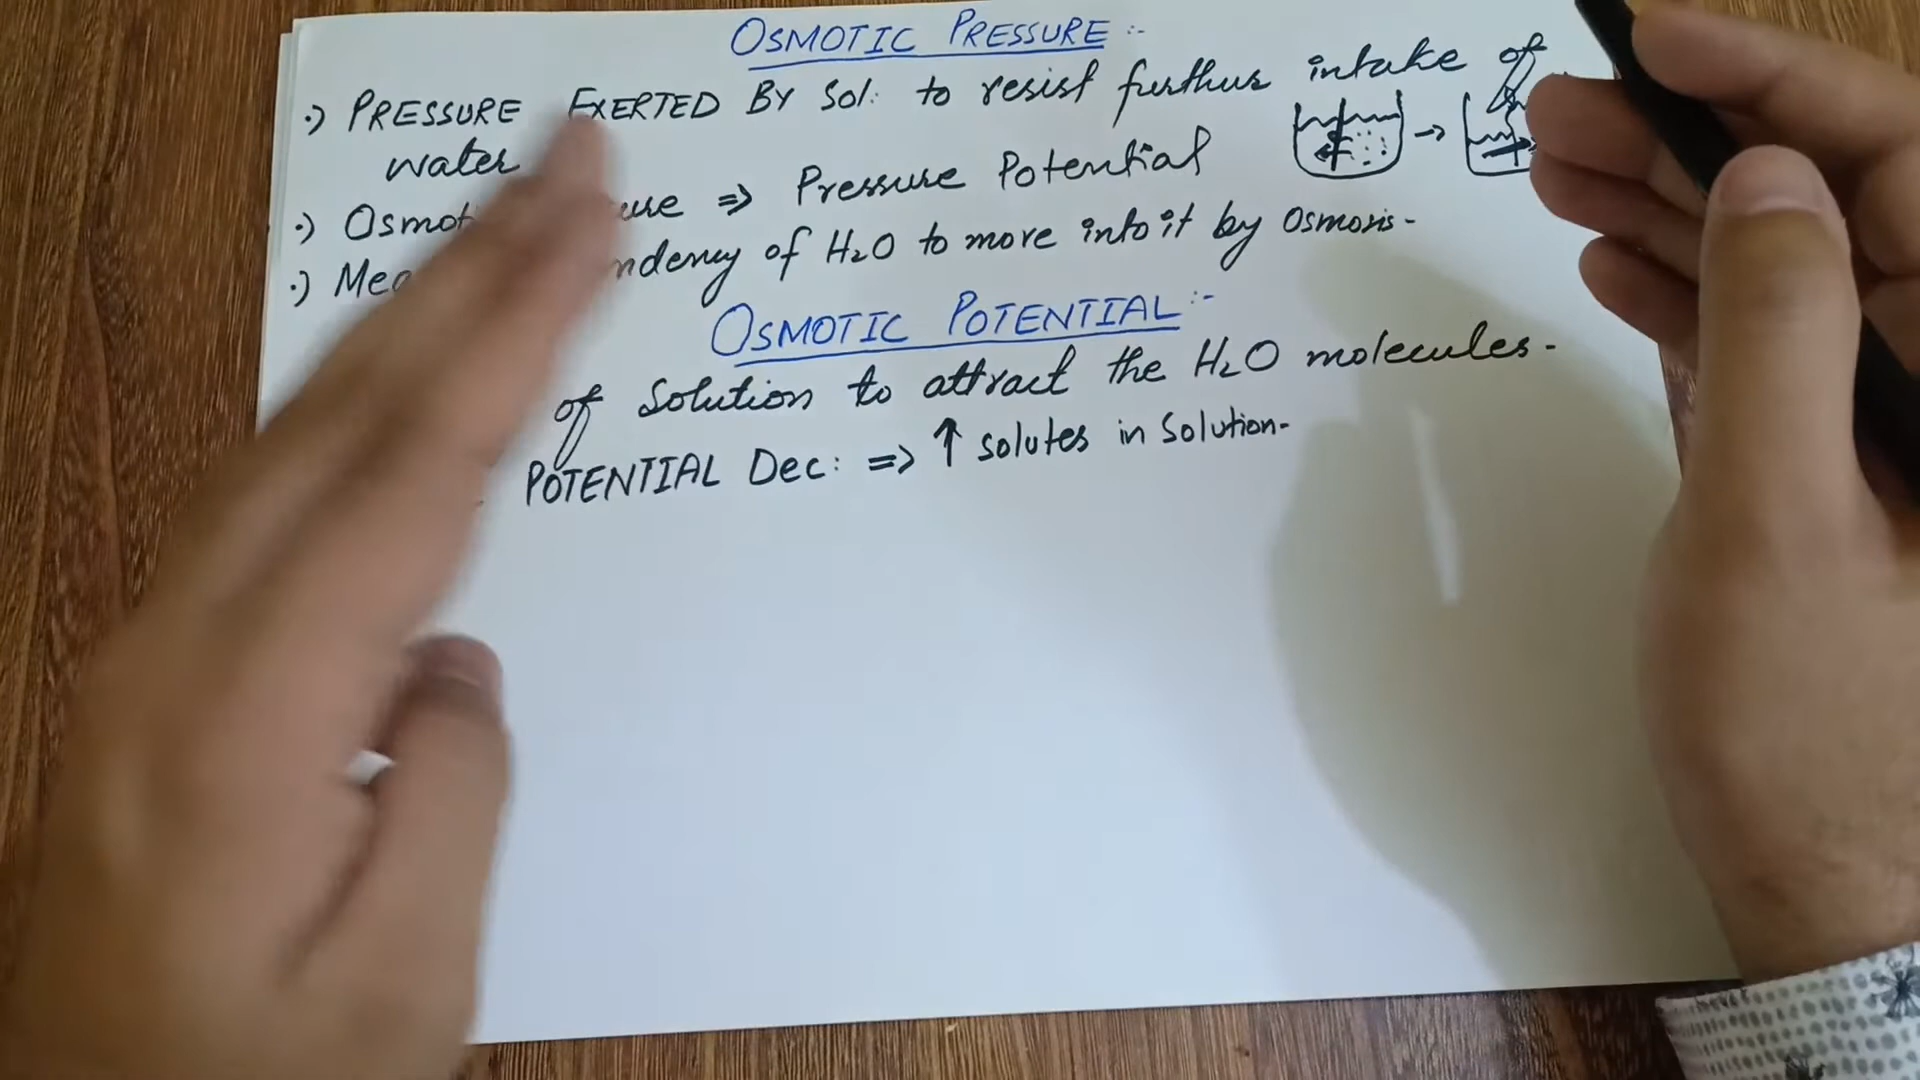 OSMOTIC PRESSURE :-
·) PRESSURE EXERTED BY Sol: to resist further intake of
water
·) Osmot ure => Pressure Potential
·) Mea ndency of H₂O to more into it by Osmosis-
OSMOTIC POTENTIAL :-
of Solution to attract the H₂O molecules-
POTENTIAL Dec: => ↑ solutes in Solution-